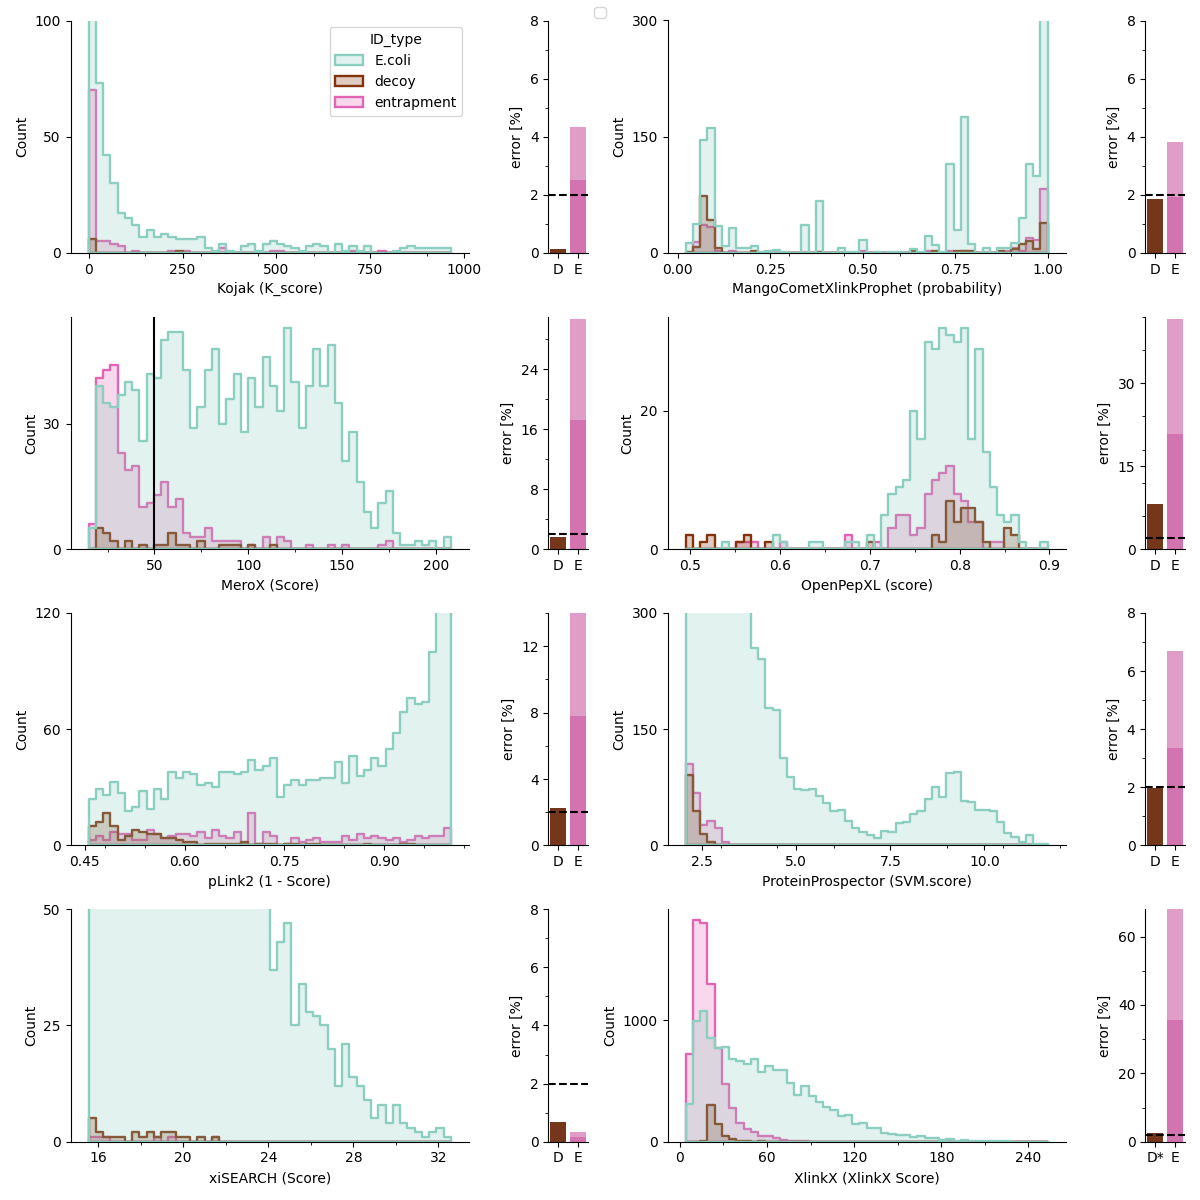 ID_type
E.coli
decoy
entrapment
100
50
0
Count
0
250
500
750
1000
Kojak (K_score)
8
6
4
2
0
error [%]
D
E
300
150
0
Count
0.00
0.25
0.50
0.75
1.00
MangoCometXlinkProphet (probability)
8
6
4
2
0
error [%]
D
E
30
0
Count
50
100
150
200
MeroX (Score)
24
16
8
0
error [%]
D
E
20
0
Count
0.5
0.6
0.7
0.8
0.9
OpenPepXL (score)
30
15
0
error [%]
D
E
120
60
0
Count
0.45
0.60
0.75
0.90
pLink2 (1 - Score)
12
8
4
0
error [%]
D
E
300
150
0
Count
2.5
5.0
7.5
10.0
ProteinProspector (SVM.score)
8
6
4
2
0
error [%]
D
E
50
25
0
Count
16
20
24
28
32
xiSEARCH (Score)
8
6
4
2
0
error [%]
D
E
1000
0
Count
0
60
120
180
240
XlinkX (XlinkX Score)
60
40
20
0
error [%]
D*
E